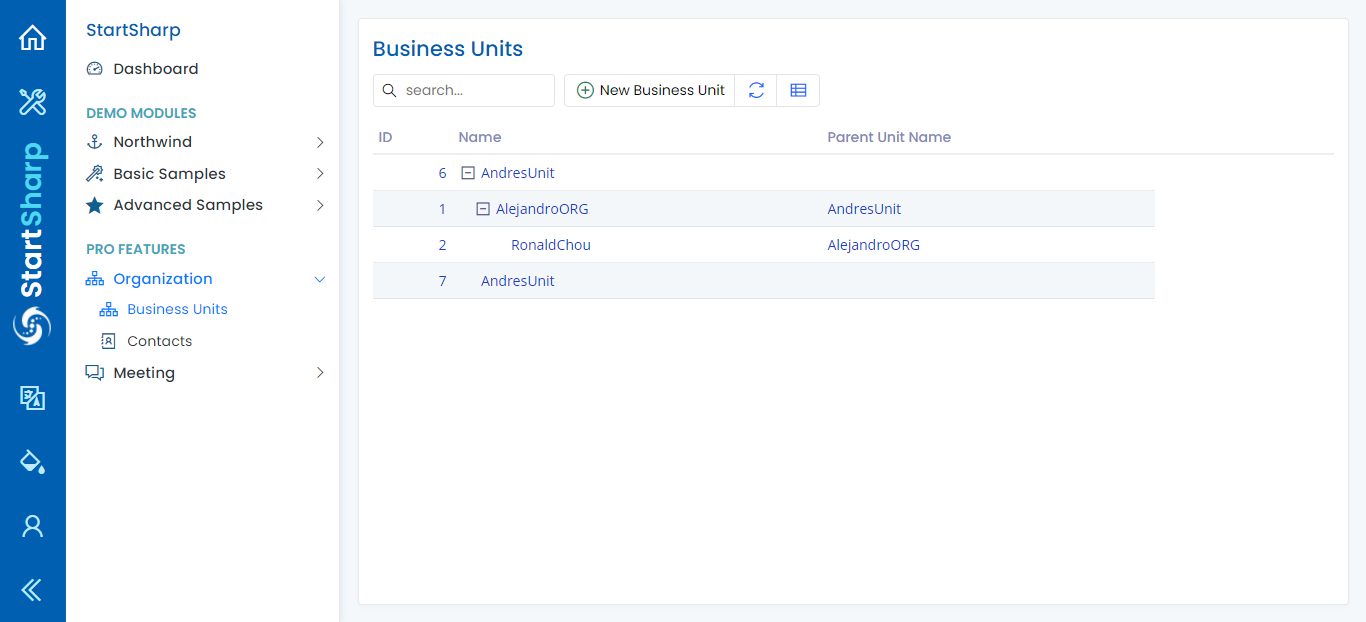 StartSharp
StartSharp
Dashboard
DEMO MODULES
Northwind
Basic Samples
Advanced Samples
PRO FEATURES
Organization
Business Units
Contacts
Meeting
Business Units
search...
New Business Unit
ID Name Parent Unit Name
6 AndresUnit
1 AlejandroORG AndresUnit
2 RonaldChou AlejandroORG
7 AndresUnit